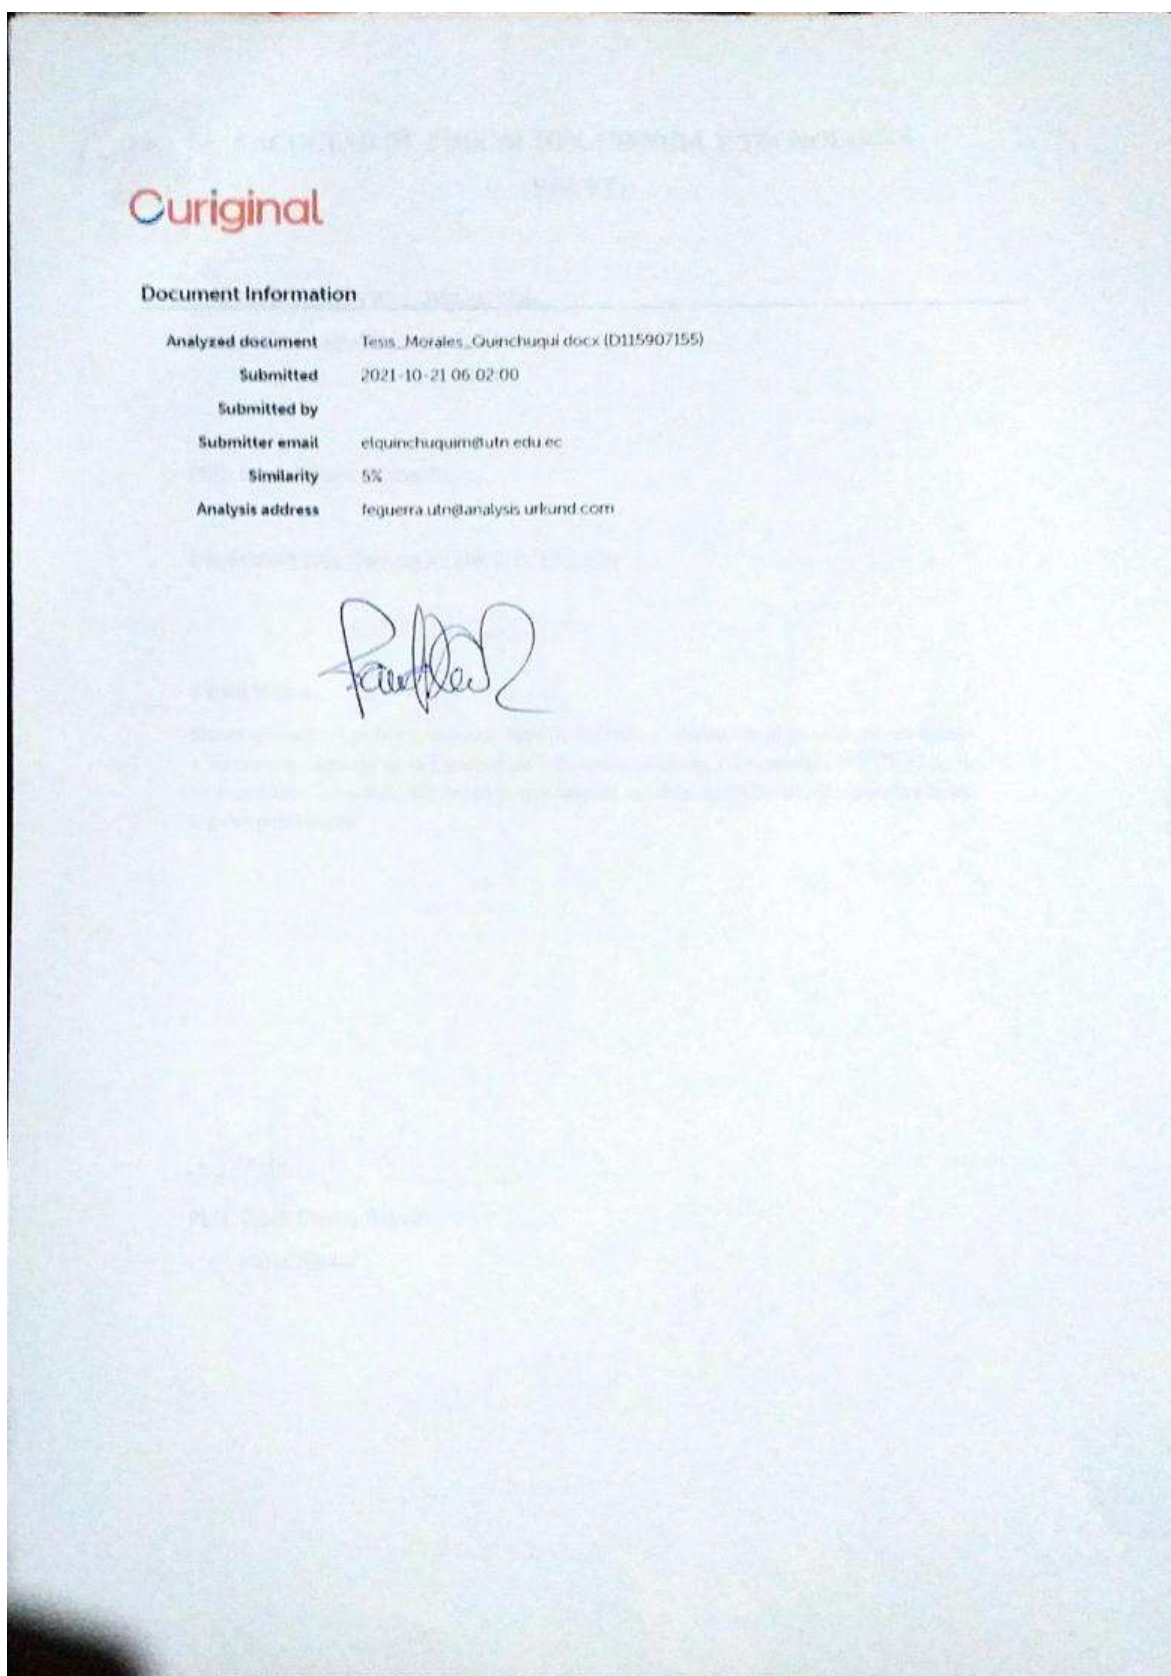 Ouriginal
Document Information
Analyzed document Tesis_Morales_Quinchuqui.docx (D115907155)
Submitted 2021-10-21 06:02:00
Submitted by
Submitter email elquinchuquim@utn.edu.ec
Similarity 5%
Analysis address feguerra.utn@analysis.urkund.com